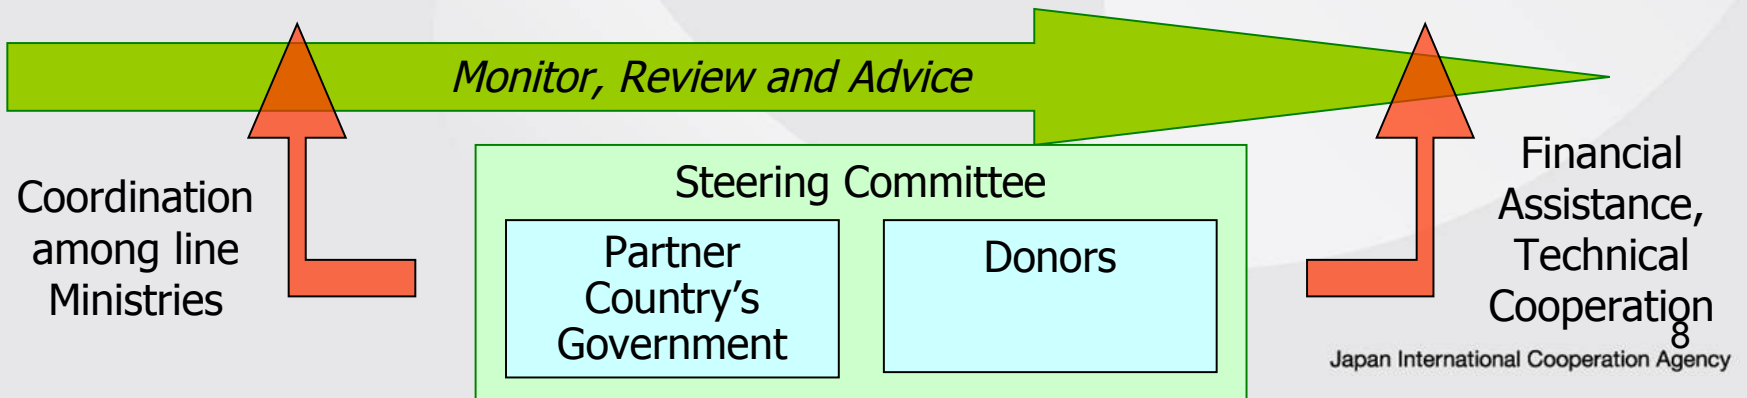 Monitor, Review and Advice
Coordination
among line
Ministries
Steering Committee
Partner
Country’s
Government
Donors
Financial
Assistance,
Technical
Cooperation
8
Japan International Cooperation Agency